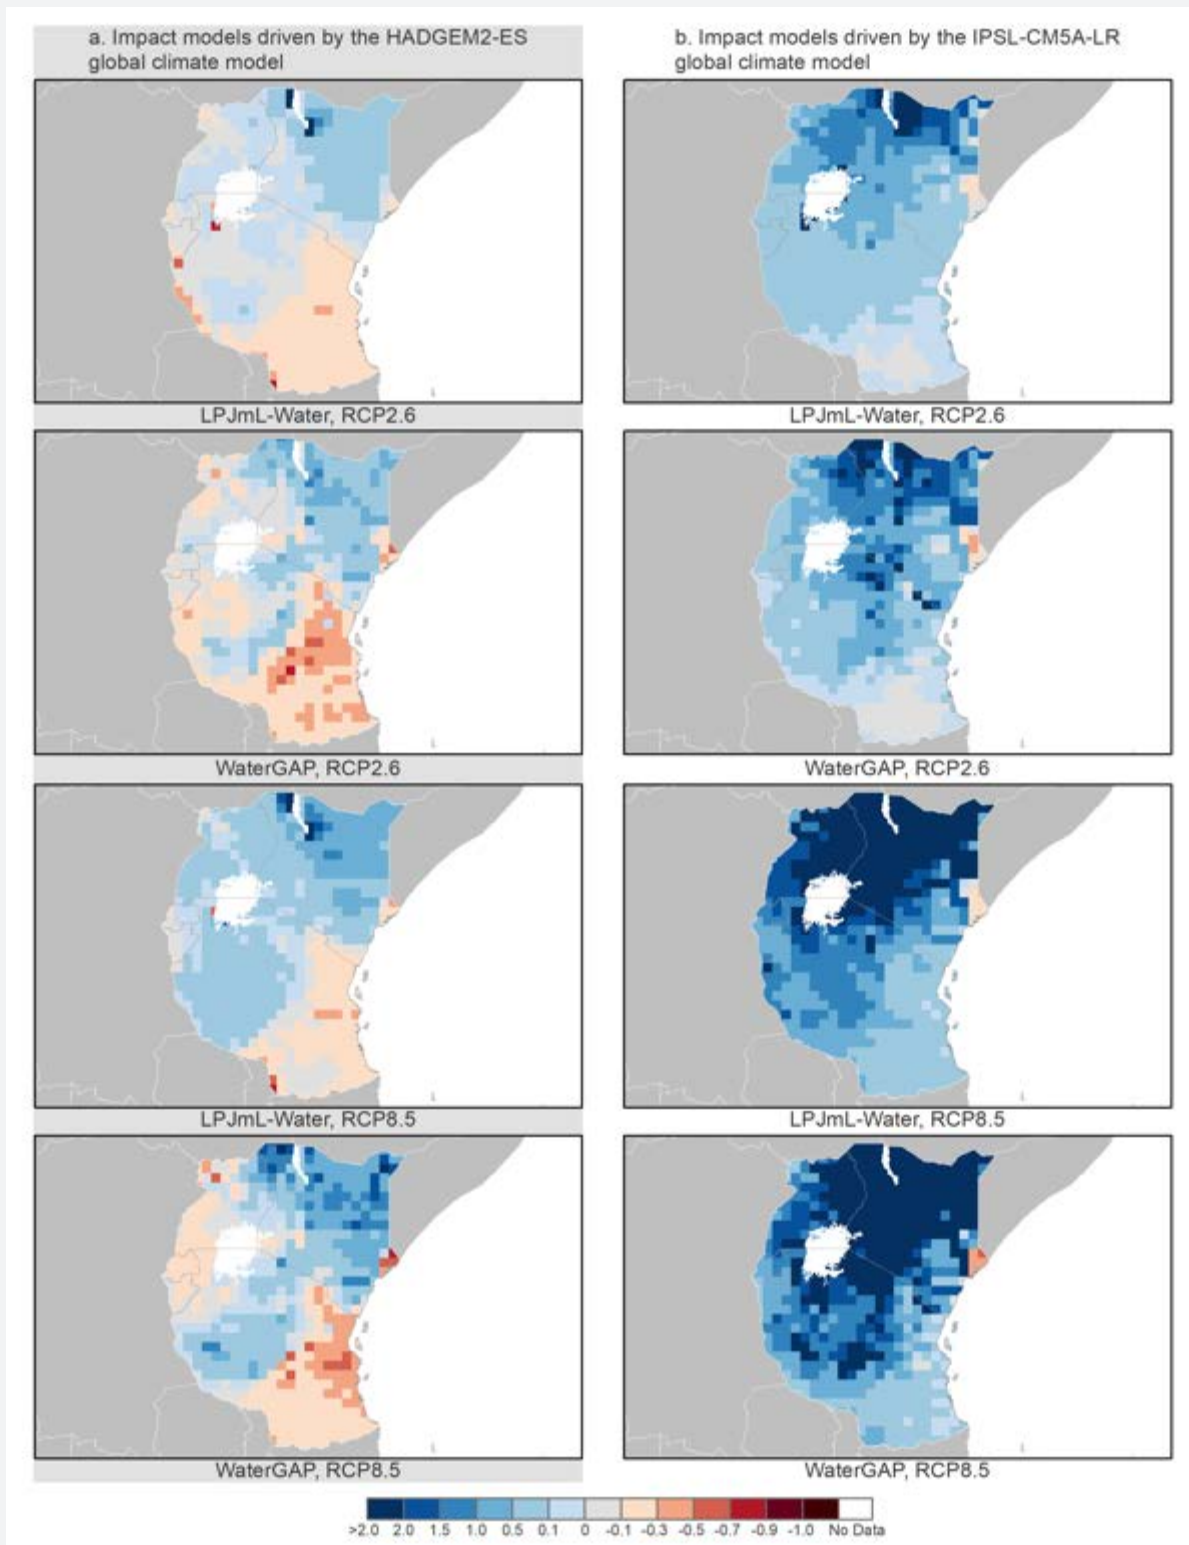 a. Impact models driven by the HADGEM2-ES
global climate model
b. Impact models driven by the IPSL-CM5A-LR
global climate model
LPJmL-Water, RCP2.6
LPJmL-Water, RCP2.6
WaterGAP, RCP2.6
WaterGAP, RCP2.6
LPJmL-Water, RCP8.5
LPJmL-Water, RCP8.5
WaterGAP, RCP8.5
WaterGAP, RCP8.5
>2.0 2.0 1.5 1.0 0.5 0.1 0 -0.1 -0.3 -0.5 -0.7 -0.9 -1.0 No Data